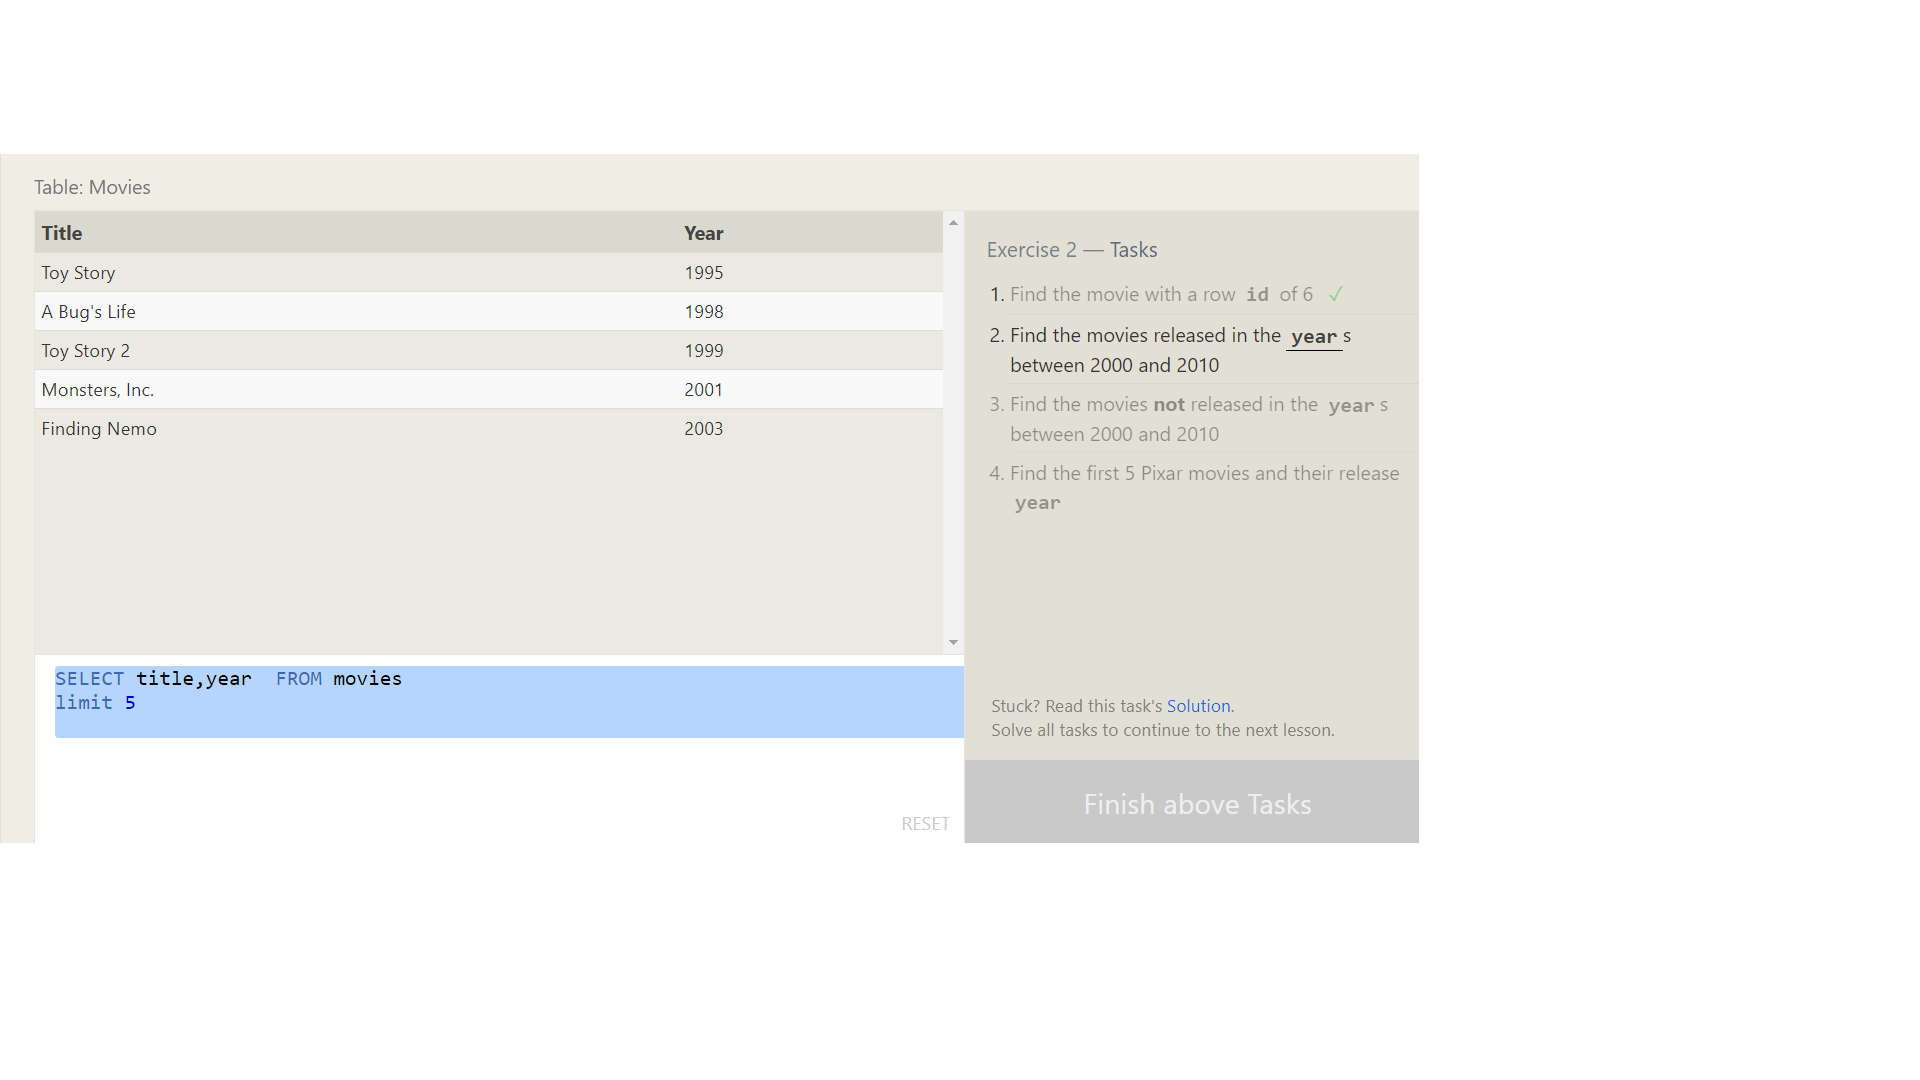 Table: Movies
Title Year
Toy Story 1995
A Bug's Life 1998
Toy Story 2 1999
Monsters, Inc. 2001
Finding Nemo 2003
SELECT title,year  FROM movies
limit 5
RESET
Exercise 2 — Tasks
1. Find the movie with a row id of 6 ✓
2. Find the movies released in the year s
between 2000 and 2010
3. Find the movies not released in the year s
between 2000 and 2010
4. Find the first 5 Pixar movies and their release
year
Stuck? Read this task's Solution.
Solve all tasks to continue to the next lesson.
Finish above Tasks